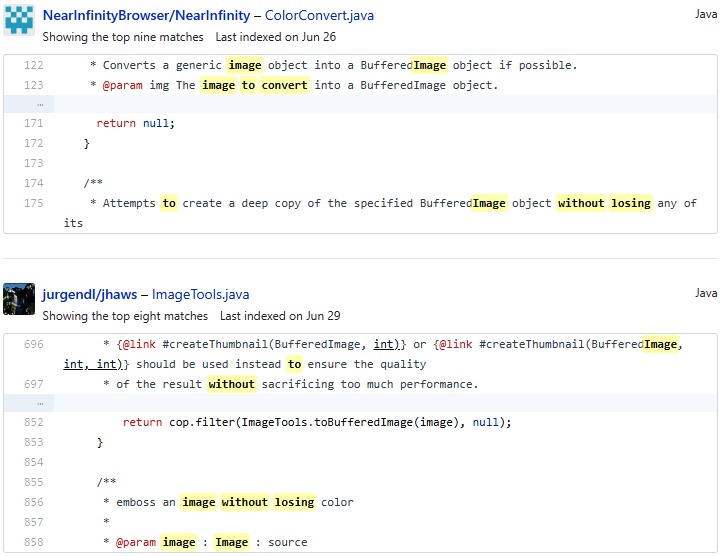 NearInfinityBrowser/NearInfinity – ColorConvert.java
Java
Showing the top nine matches Last indexed on Jun 26
122 * Converts a generic image object into a BufferedImage object if possible.
123 * @param img The image to convert into a BufferedImage object.
…
171 return null;
172 }
173
174 /**
175 * Attempts to create a deep copy of the specified BufferedImage object without losing any of
its
jurgendl/jhaws – ImageTools.java
Java
Showing the top eight matches Last indexed on Jun 29
696 * {@link #createThumbnail(BufferedImage, int)} or {@link #createThumbnail(BufferedImage,
int, int)} should be used instead to ensure the quality
697 * of the result without sacrificing too much performance.
…
852 return cop.filter(ImageTools.toBufferedImage(image), null);
853 }
854
855 /**
856 * emboss an image without losing color
857 *
858 * @param image : Image : source